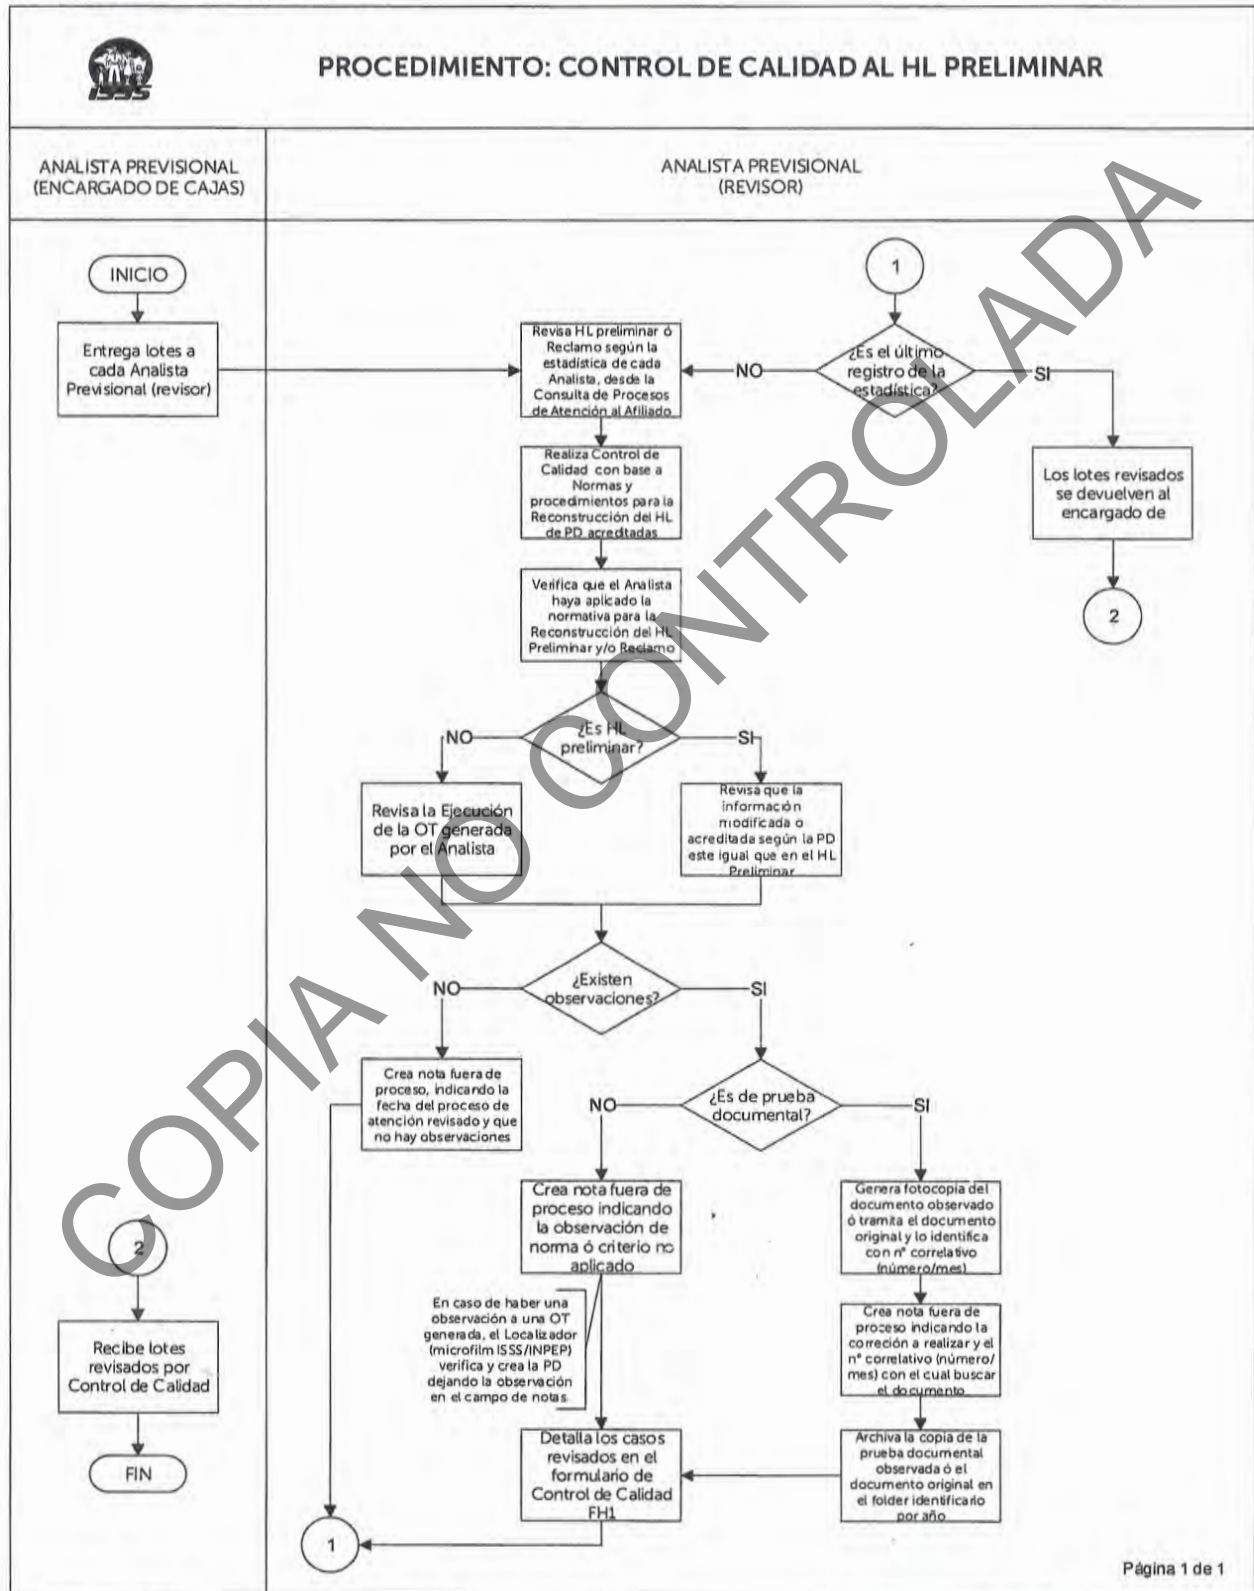 ISSS
PROCEDIMIENTO: CONTROL DE CALIDAD AL HL PRELIMINAR
ANALISTA PREVISIONAL
(ENCARGADO DE CAJAS)
ANALISTA PREVISIONAL
(REVISOR)
INICIO
Entrega lotes a
cada Analista
Previsional (revisor)
1
¿Es el último
registro de la
estadística?
NO
SI
Revisa HL preliminar ó
Reclamo según la
estadística de cada
Analista, desde la
Consulta de Procesos
de Atención al Afiliado
Realiza Control de
Calidad con base a
Normas y
procedimientos para la
Reconstrucción del HL
de PD acreditadas
Los lotes revisados
se devuelven al
encargado de
2
Verifica que el Analista
haya aplicado la
normativa para la
Reconstrucción del HL
Preliminar y/o Reclamo
¿Es HL
preliminar?
NO
SI
Revisa la Ejecución
de la OT generada
por el Analista
Revisa que la
información
modificada o
acreditada según la PD
este igual que en el HL
Preliminar
¿Existen
observaciones?
NO
SI
Crea nota fuera de
proceso, indicando la
fecha del proceso de
atención revisado y que
no hay observaciones
¿Es de prueba
documental?
NO
SI
Crea nota fuera de
proceso indicando
la observación de
norma ó criterio no
aplicado
Genera fotocopia del
documento observado
ó tramita el documento
original y lo identifica
con n° correlativo
(número/mes)
En caso de haber una
observación a una OT
generada, el Localizador
(microfilm ISSS/INPEP)
verifica y crea la PD
dejando la observación
en el campo de notas
Crea nota fuera de
proceso indicando la
correción a realizar y el
n° correlativo (número/
mes) con el cual buscar
el documento
Detalla los casos
revisados en el
formulario de
Control de Calidad
FH1
Archiva la copia de la
prueba documental
observada ó el
documento original en
el folder identificario
por año
1
2
Recibe lotes
revisados por
Control de Calidad
FIN
COPIA NO CONTROLADA
Página 1 de 1